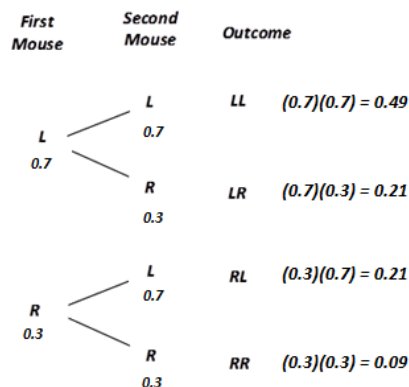 First Mouse Second Mouse Outcome
L 0.7 L 0.7 LL (0.7)(0.7) = 0.49
R 0.3 LR (0.7)(0.3) = 0.21
R 0.3 L 0.7 RL (0.3)(0.7) = 0.21
R 0.3 RR (0.3)(0.3) = 0.09